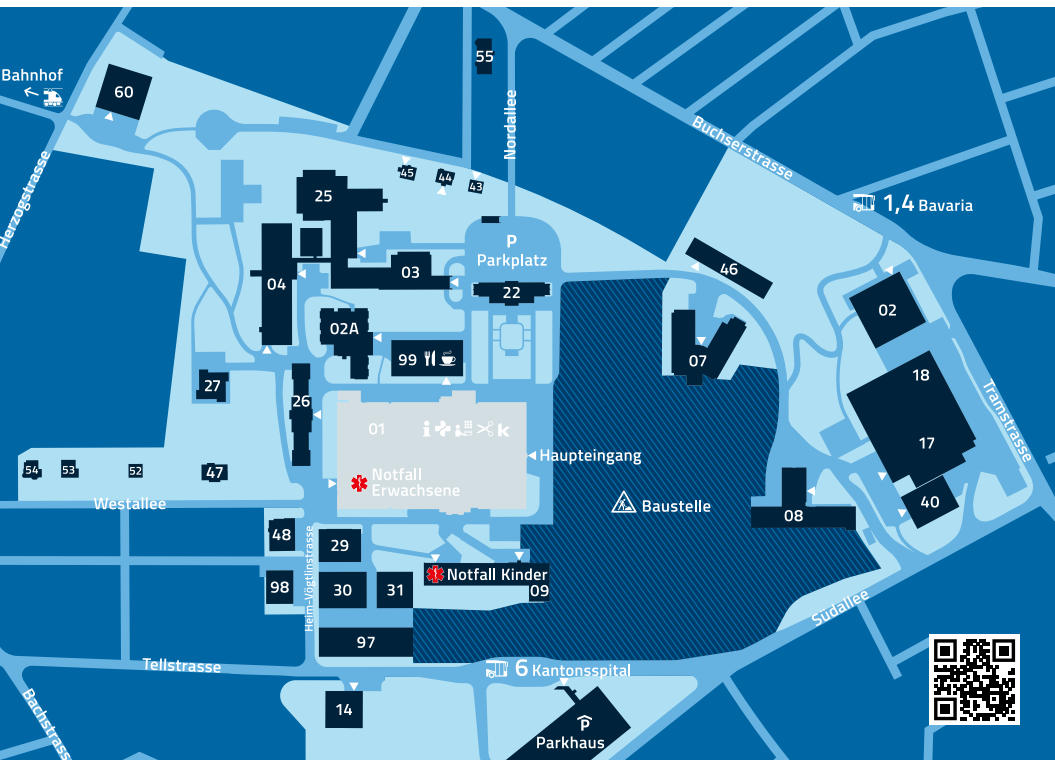 55
Bahnhof
60
Nordallee
Buchserstrasse
Herzogstrasse
45
44
43
25
1,4 Bavaria
P
Parkplatz
03
46
04
22
02
02A
99
07
27
26
18
Tramstrasse
01
i
k
17
Haupteingang
54
53
52
47
Notfall
Erwachsene
Westallee
Baustelle
40
08
48
29
Heim-Vögtlinstrasse
Notfall Kinder
98
30
31
09
Südallee
97
Tellstrasse
6 Kantonsspital
Bachstrasse
14
P
Parkhaus